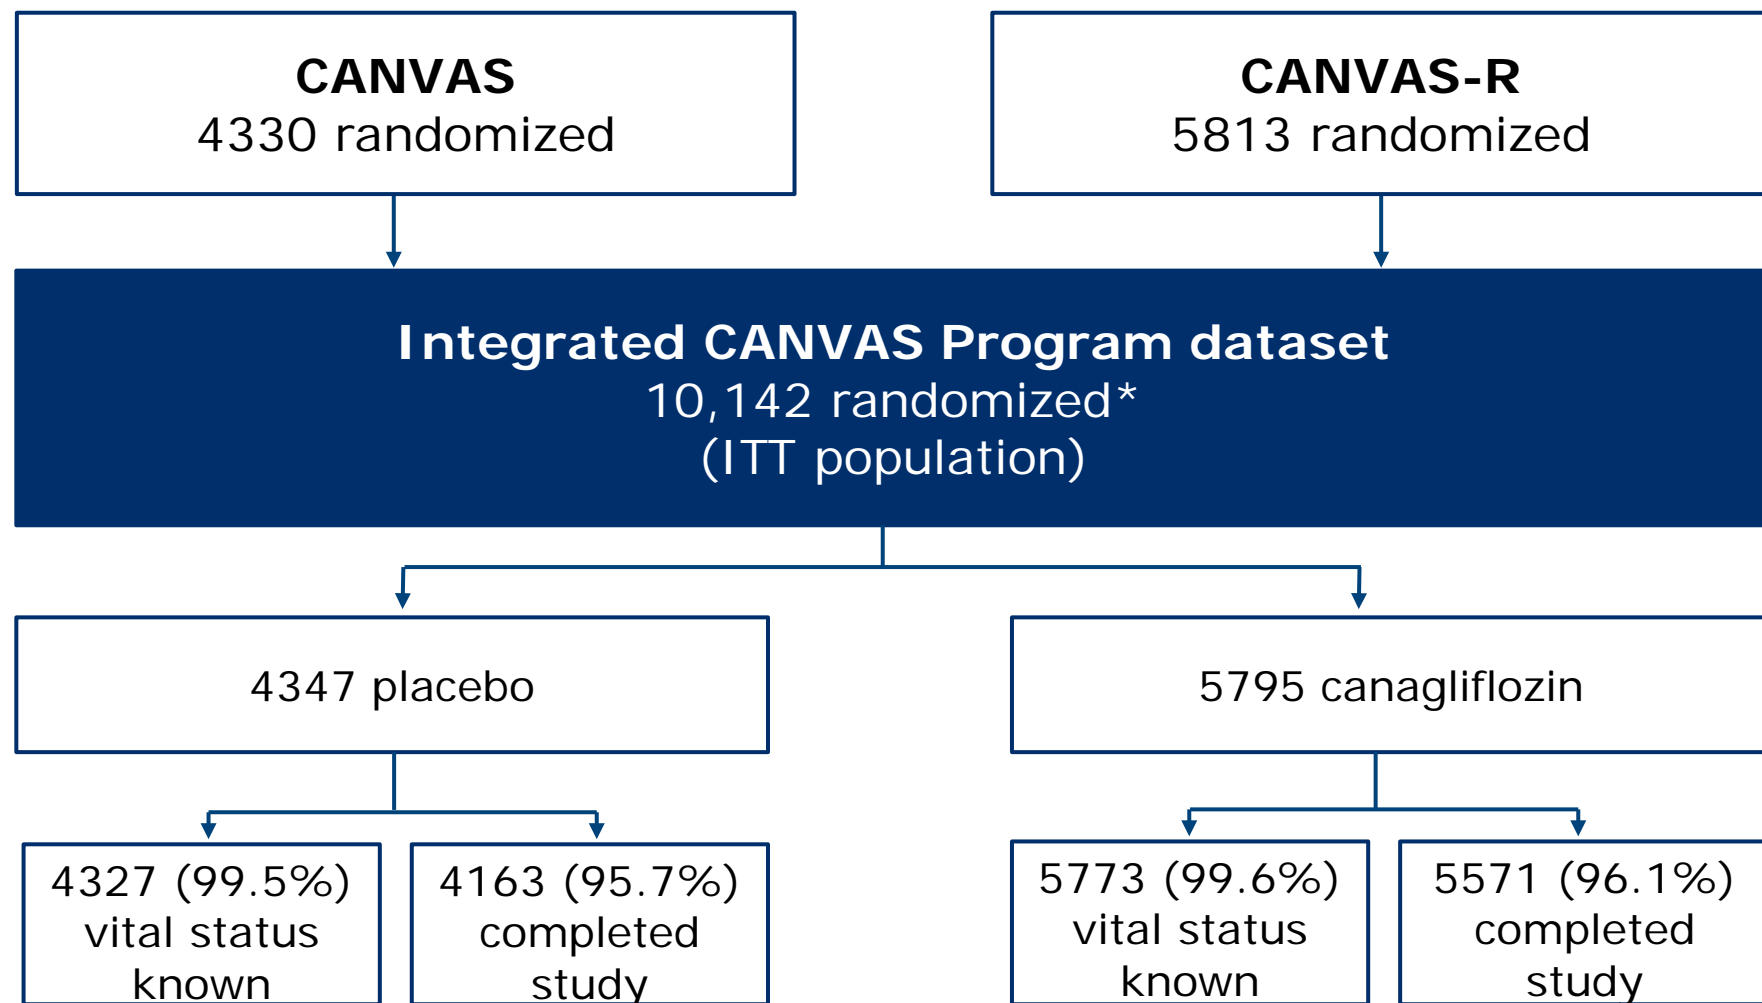 CANVAS
4330 randomized
CANVAS-R
5813 randomized
Integrated CANVAS Program dataset
10,142 randomized*
(ITT population)
4347 placebo
5795 canagliflozin
4327 (99.5%)
vital status
known
4163 (95.7%)
completed
study
5773 (99.6%)
vital status
known
5571 (96.1%)
completed
study